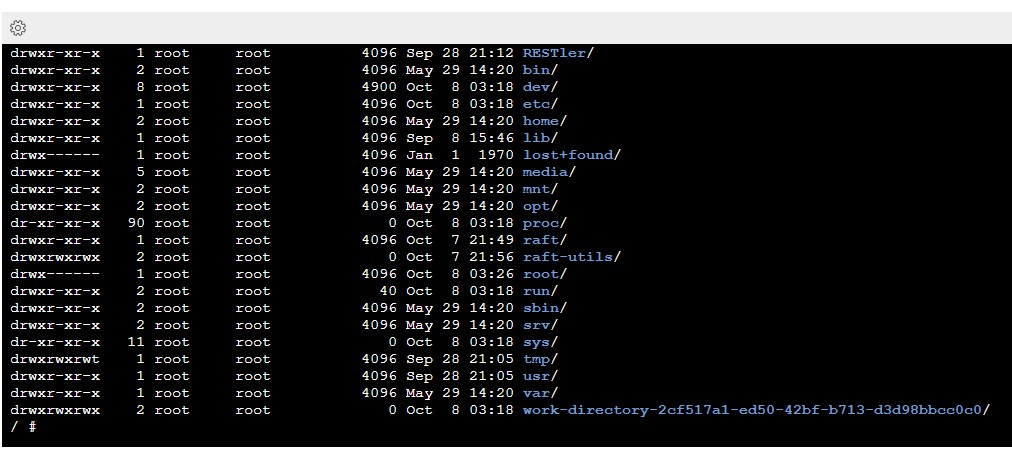 drwxr-xr-x    1 root     root          4096 Sep 28 21:12 RESTler/
drwxr-xr-x    2 root     root          4096 May 29 14:20 bin/
drwxr-xr-x    8 root     root          4900 Oct  8 03:18 dev/
drwxr-xr-x    1 root     root          4096 Oct  8 03:18 etc/
drwxr-xr-x    2 root     root          4096 May 29 14:20 home/
drwxr-xr-x    1 root     root          4096 Sep  8 15:46 lib/
drwx------    1 root     root          4096 Jan  1  1970 lost+found/
drwxr-xr-x    5 root     root          4096 May 29 14:20 media/
drwxr-xr-x    2 root     root          4096 May 29 14:20 mnt/
drwxr-xr-x    2 root     root          4096 May 29 14:20 opt/
dr-xr-xr-x   90 root     root             0 Oct  8 03:18 proc/
drwxr-xr-x    1 root     root          4096 Oct  7 21:49 raft/
drwxrwxrwx    2 root     root             0 Oct  7 21:56 raft-utils/
drwx------    1 root     root          4096 Oct  8 03:26 root/
drwxr-xr-x    2 root     root            40 Oct  8 03:18 run/
drwxr-xr-x    2 root     root          4096 May 29 14:20 sbin/
drwxr-xr-x    2 root     root          4096 May 29 14:20 srv/
dr-xr-xr-x   11 root     root             0 Oct  8 03:18 sys/
drwxrwxrwt    1 root     root          4096 Sep 28 21:05 tmp/
drwxr-xr-x    1 root     root          4096 Sep 28 21:05 usr/
drwxr-xr-x    1 root     root          4096 May 29 14:20 var/
drwxrwxrwx    2 root     root             0 Oct  8 03:18 work-directory-2cf517a1-ed50-42bf-b713-d3d98bbcc0c0/
/ #